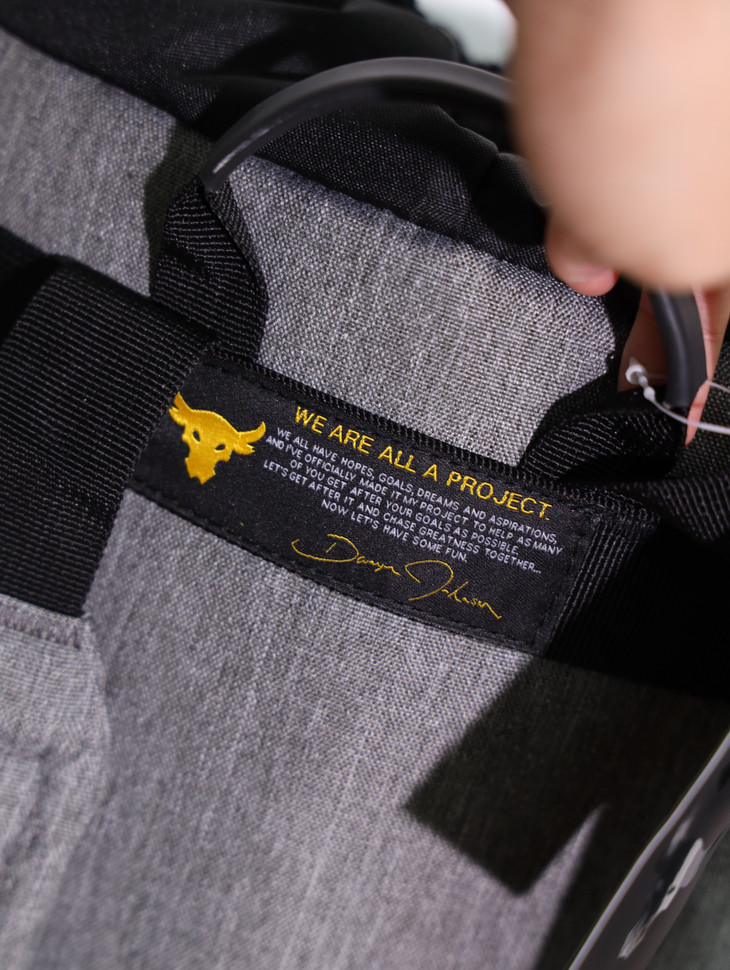 WE ARE ALL A PROJECT.
WE ALL HAVE HOPES, GOALS, DREAMS AND ASPIRATIONS,
AND I'VE OFFICIALLY MADE IT MY PROJECT TO HELP AS MANY
OF YOU GET AFTER YOUR GOALS AS POSSIBLE.
LET'S GET AFTER IT AND CHASE GREATNESS TOGETHER...
NOW LET'S HAVE SOME FUN.
Dwayne Johnson